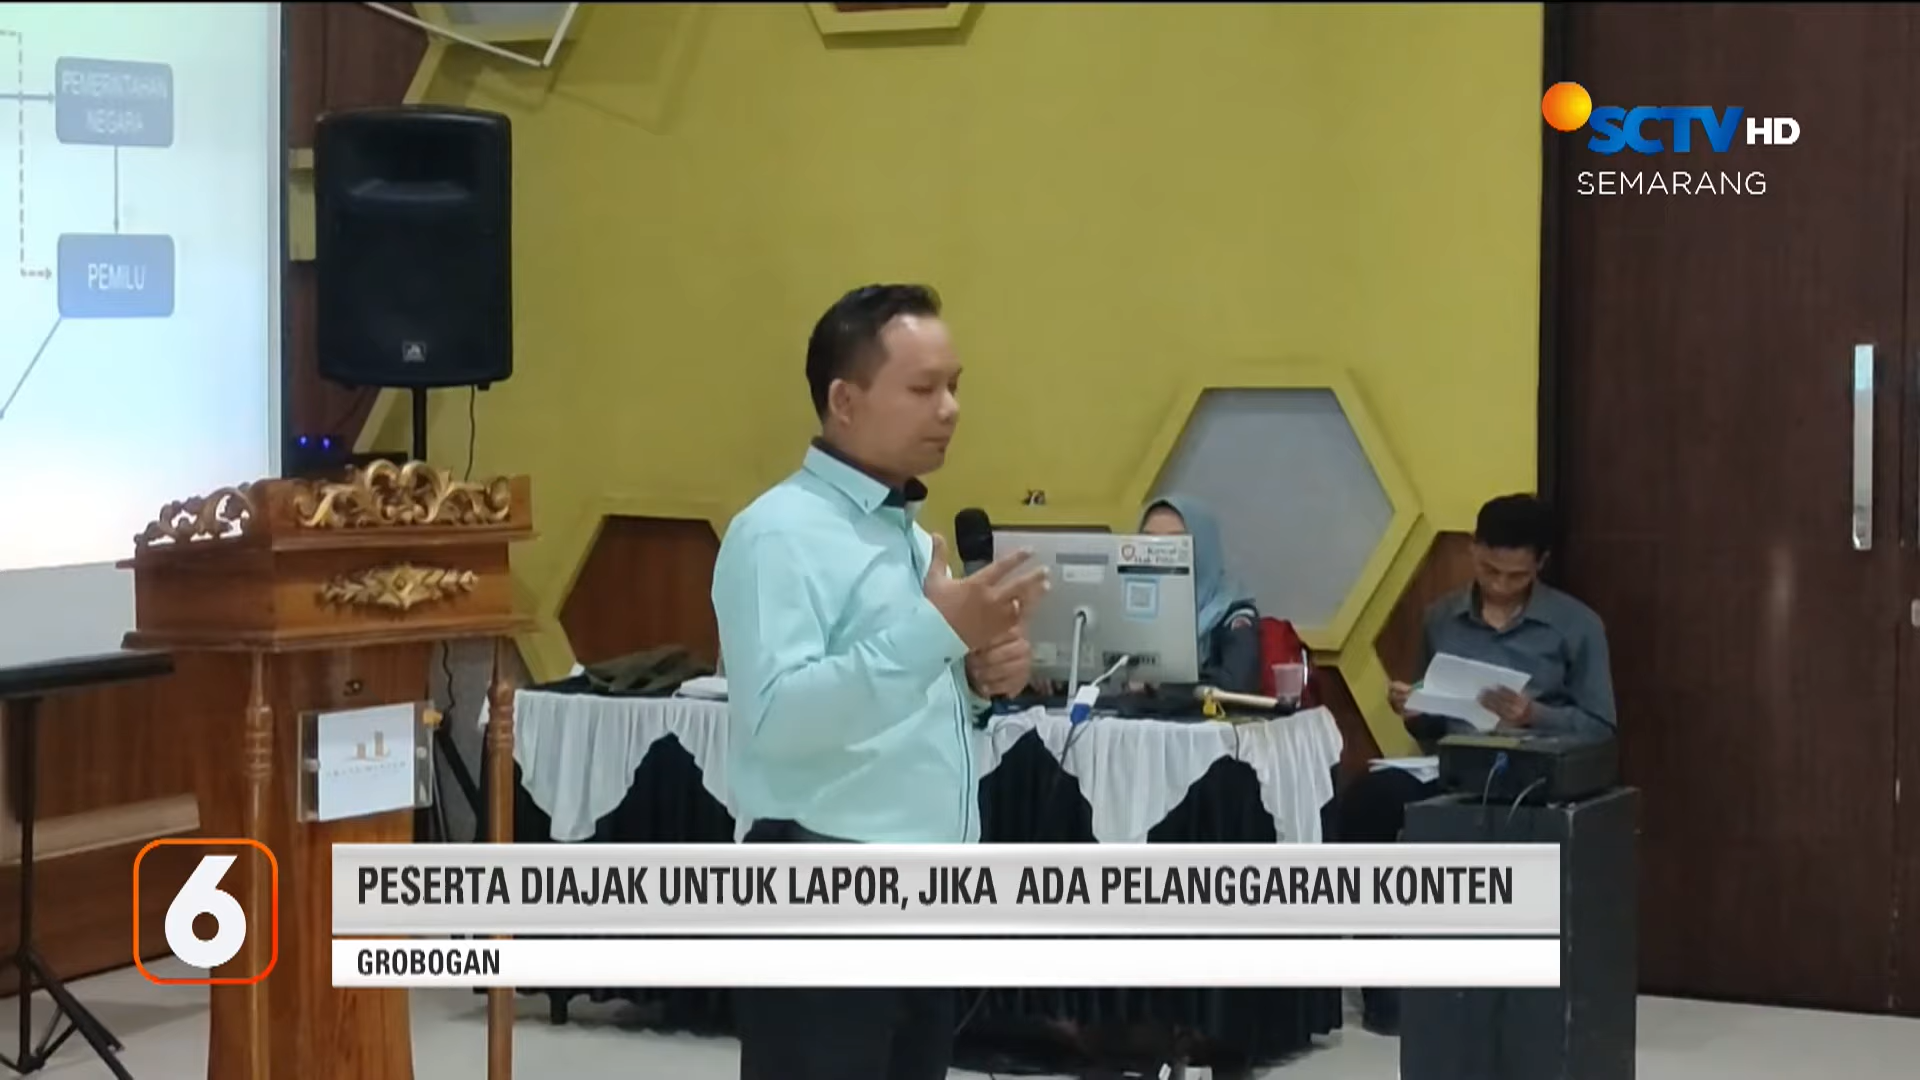 PEMERINTAHAN
NEGARA
PEMILU
SCTV HD
SEMARANG
6
PESERTA DIAJAK UNTUK LAPOR, JIKA  ADA PELANGGARAN KONTEN
GROBOGAN